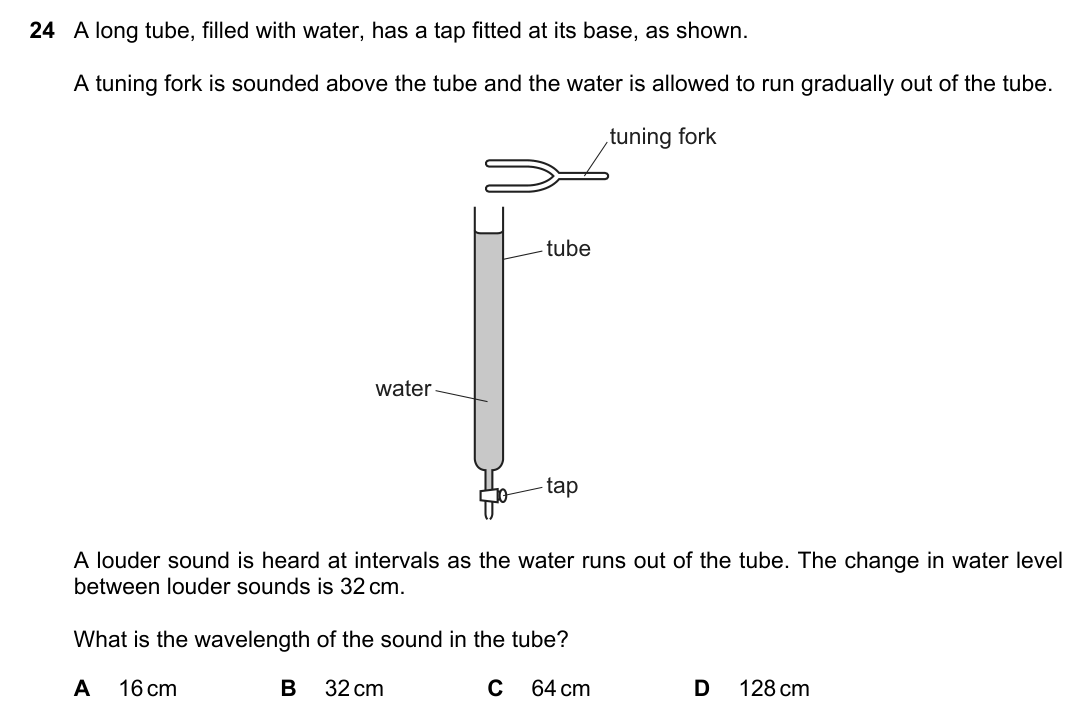 24 A long tube, filled with water, has a tap fitted at its base, as shown.
A tuning fork is sounded above the tube and the water is allowed to run gradually out of the tube.
tuning fork
tube
water
tap
A louder sound is heard at intervals as the water runs out of the tube. The change in water level
between louder sounds is 32 cm.
What is the wavelength of the sound in the tube?
A 16 cm B 32 cm C 64 cm D 128 cm